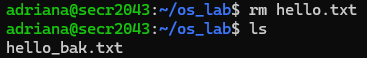 adriana@secr2043:~/os_lab$ rm hello.txt
adriana@secr2043:~/os_lab$ ls
hello_bak.txt